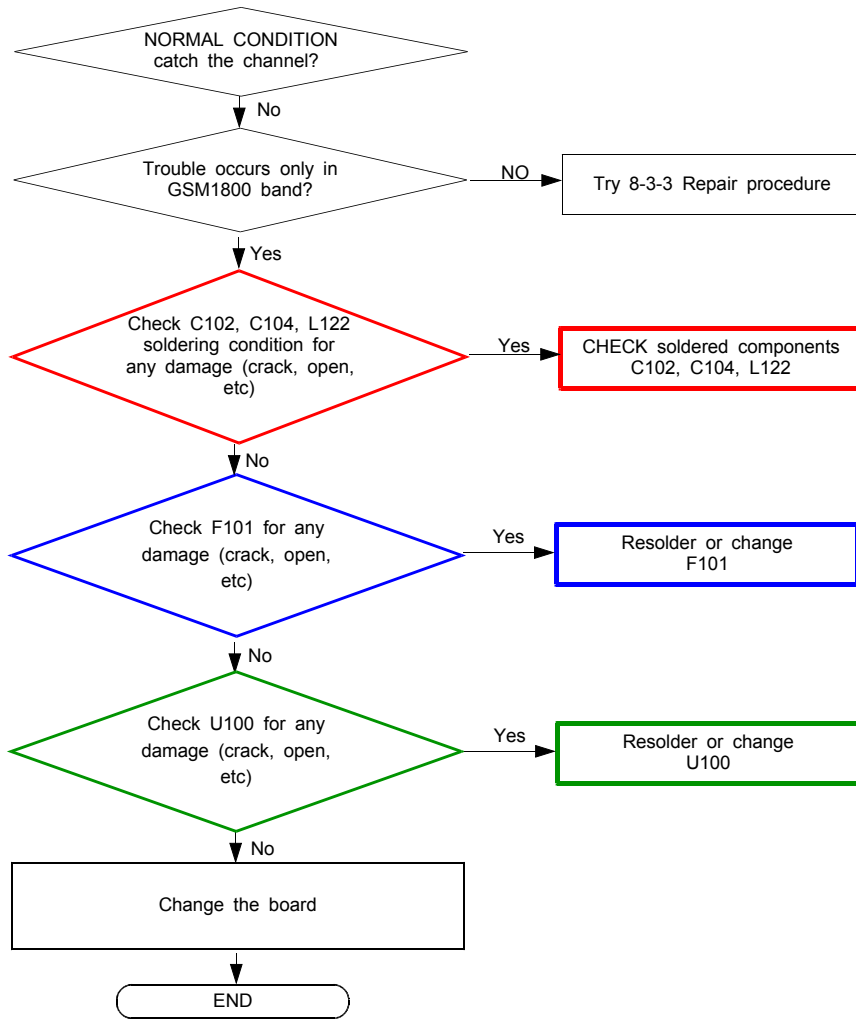 NORMAL CONDITION
catch the channel?
No
Trouble occurs only in
GSM1800 band?
NO
Try 8-3-3 Repair procedure
Yes
Check C102, C104, L122
soldering condition for
any damage (crack, open,
etc)
Yes
CHECK soldered components
C102, C104, L122
No
Check F101 for any
damage (crack, open,
etc)
Yes
Resolder or change
F101
No
Check U100 for any
damage (crack, open,
etc)
Yes
Resolder or change
U100
No
Change the board
END